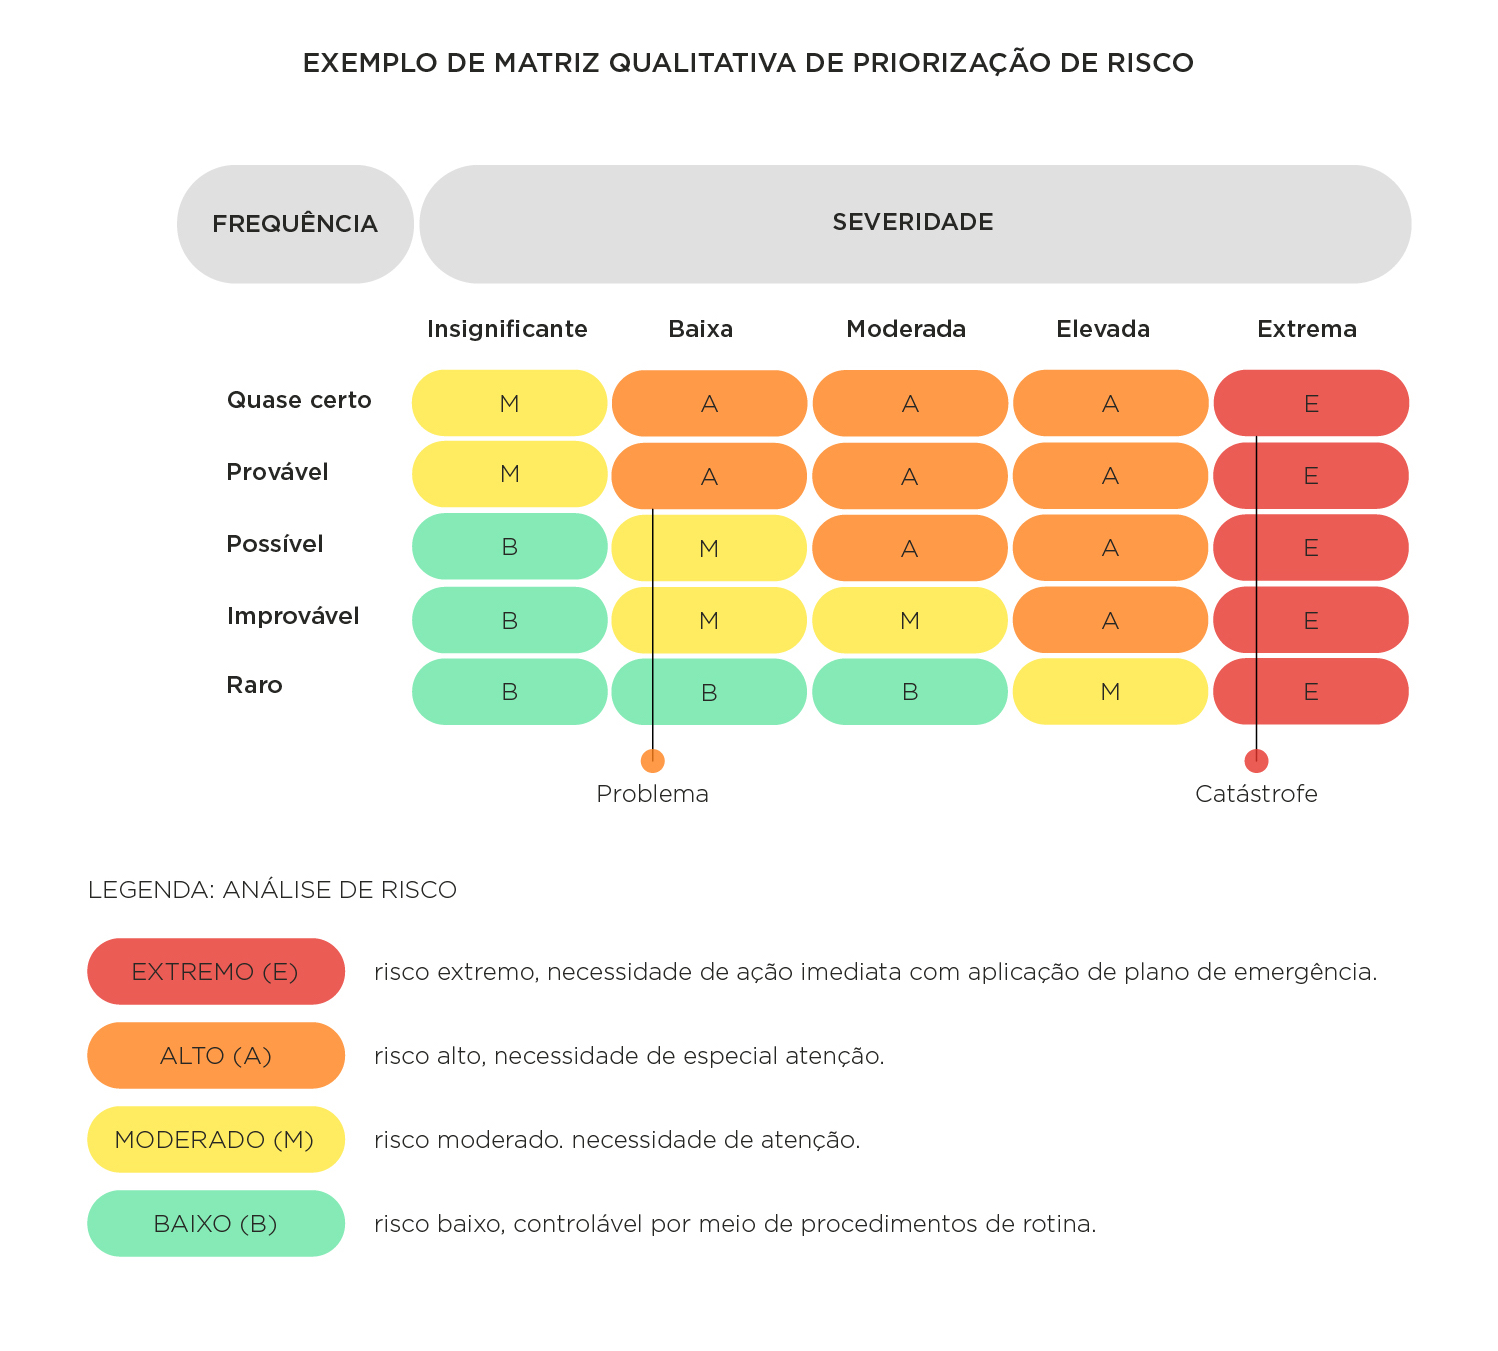 EXEMPLO DE MATRIZ QUALITATIVA DE PRIORIZAÇÃO DE RISCO
FREQUÊNCIA SEVERIDADE
Insignificante Baixa Moderada Elevada Extrema
Quase certo M A A A E
Provável M A A A E
Possível B M A A E
Improvável B M M A E
Raro B B B M E
Problema Catástrofe
LEGENDA: ANÁLISE DE RISCO
EXTREMO (E) risco extremo, necessidade de ação imediata com aplicação de plano de emergência.
ALTO (A) risco alto, necessidade de especial atenção.
MODERADO (M) risco moderado. necessidade de atenção.
BAIXO (B) risco baixo, controlável por meio de procedimentos de rotina.